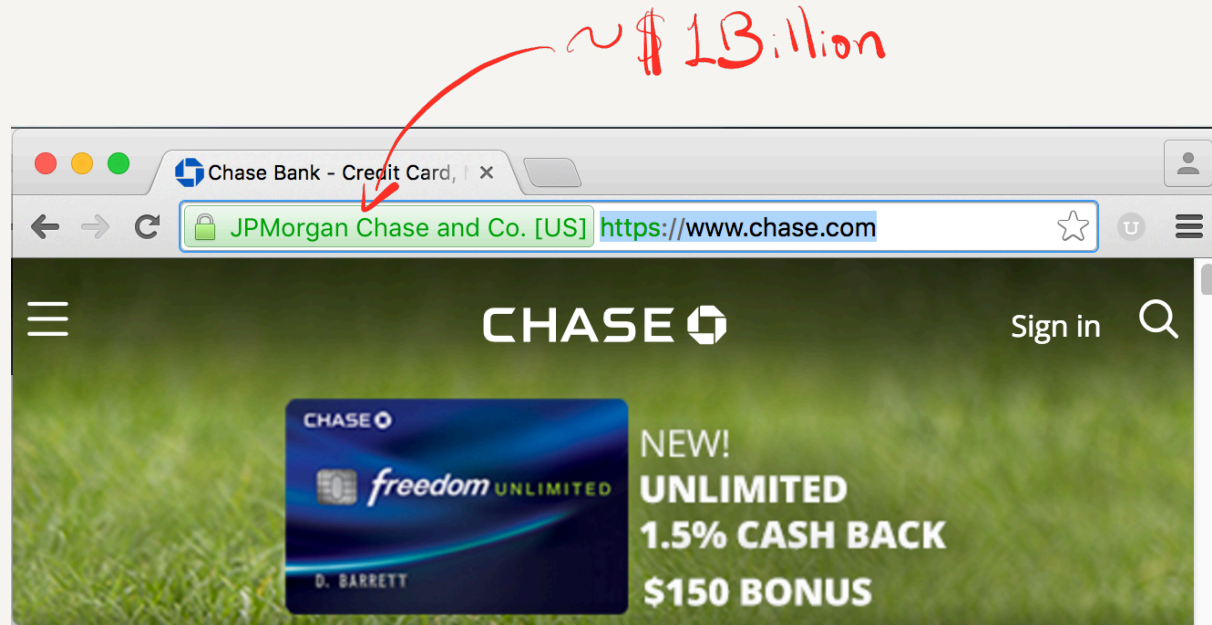 ~$1Billion
Chase Bank - Credit Card,
JPMorgan Chase and Co. [US] https://www.chase.com
U
CHASE
Sign in
CHASE
freedom UNLIMITED
D. BARRETT
NEW!
UNLIMITED
1.5% CASH BACK
$150 BONUS